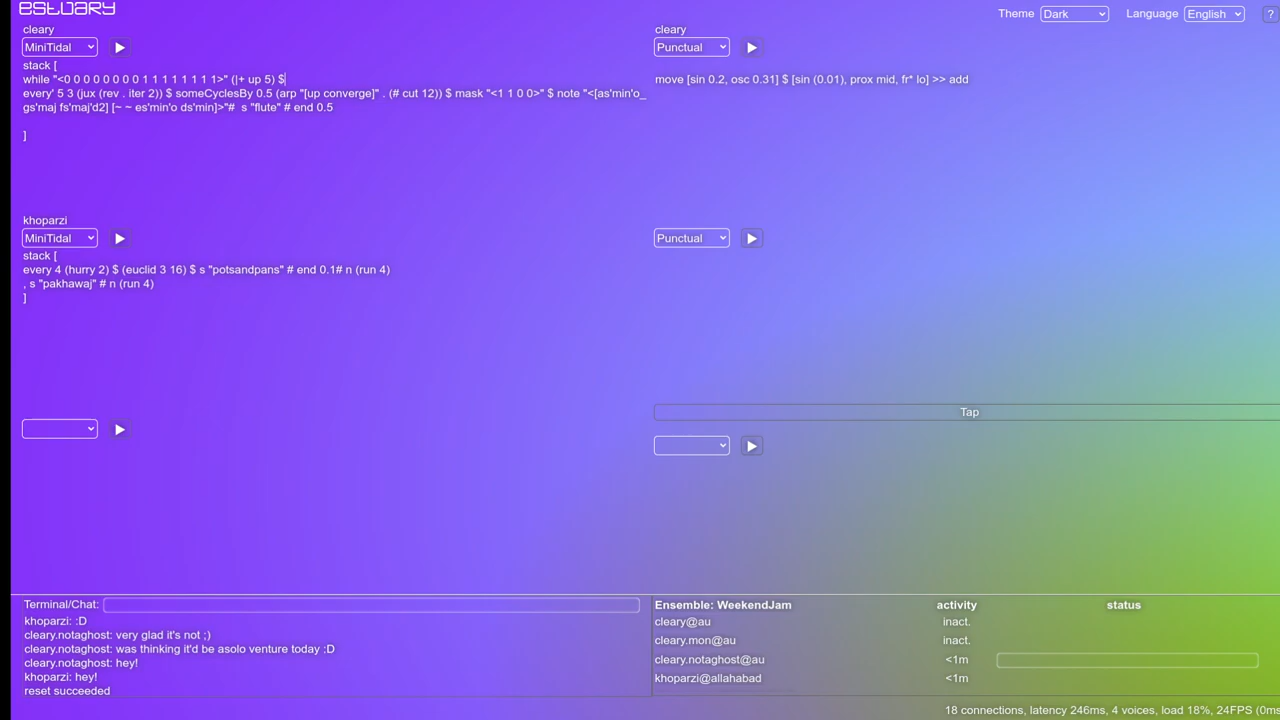 estuary
Theme Dark Language English ?
cleary
MiniTidal
stack [
while "<0 0 0 0 0 0 0 0 1 1 1 1 1 1 1 1>" (|+ up 5) $
every' 5 3 (jux (rev . iter 2)) $ someCyclesBy 0.5 (arp "[up converge]" . (# cut 12)) $ mask "<1 1 0 0>" $ note "<[as'min'o_
gs'maj fs'maj'd2] [~ ~ es'min'o ds'min]>"# s "flute" # end 0.5
]
cleary
Punctual
move [sin 0.2, osc 0.31] $ [sin (0.01), prox mid, fr* lo] >> add
khoparzi
MiniTidal
stack [
every 4 (hurry 2) $ (euclid 3 16) $ s "potsandpans" # end 0.1# n (run 4)
, s "pakhawaj" # n (run 4)
]
Punctual
Tap
Terminal/Chat:
khoparzi: :D
cleary.notaghost: very glad it's not ;)
cleary.notaghost: was thinking it'd be asolo venture today :D
cleary.notaghost: hey!
khoparzi: hey!
reset succeeded
Ensemble: WeekendJam activity status
cleary@au inact.
cleary.mon@au inact.
cleary.notaghost@au <1m
khoparzi@allahabad <1m
18 connections, latency 246ms, 4 voices, load 18%, 24FPS (0ms